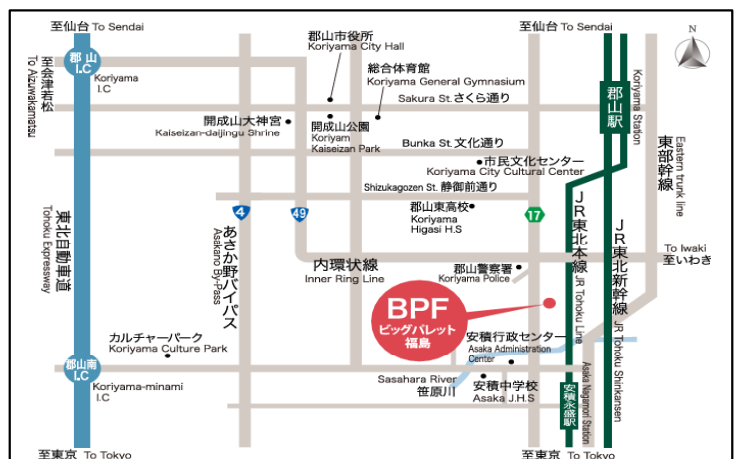 至仙台 To Sendai
至仙台 To Sendai
N
郡山
I.C
Koriyama
I.C
至会津若松
To Aizuwakamatsu
郡山市役所
Koriyama City Hall
総合体育館
Koriyama General Gymnasium
Sakura St. さくら通り
郡山駅
Koriyama Station
開成山大神宮
Kaiseizan-daijingu Shrine
開成山公園
Koriyam
Kaiseizan Park
Bunka St. 文化通り
市民文化センター
Koriyama City Cultural Center
東部幹線
Eastern trunk line
Shizukagozen St. 静御前通り
東北自動車道
Tohoku Expressway
4
49
17
あさか野バイパス
Asakano By-Pass
郡山東高校
Koriyama
Higasi H.S
JR東北本線
JR Tohoku Line
JR東北新幹線
JR Tohoku Shinkansen
To Iwaki
至いわき
内環状線
Inner Ring Line
郡山警察署
Koriyama Police
BPF
ビッグパレット
福島
カルチャーパーク
Koriyama Culture Park
安積行政センター
Asaka Administration
Center
郡山南
I.C
Koriyama-minami
I.C
Sasahara River
笹原川
安積中学校
Asaka J.H.S
安積永盛駅
Asaka Nagamori Station
至東京 To Tokyo
至東京 To Tokyo